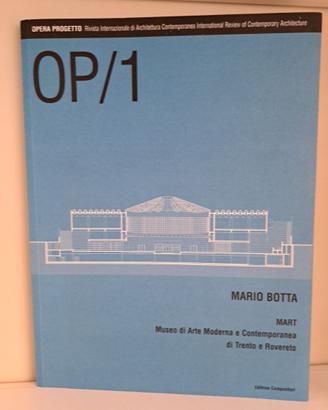 OPERA PROGETTO Rivista Internazionale di Architettura Contemporanea International Review of Contemporary Architecture
OP/1
MARIO BOTTA
MART
Museo di Arte Moderna e Contemporanea
di Trento e Rovereto
Editrice Compositori